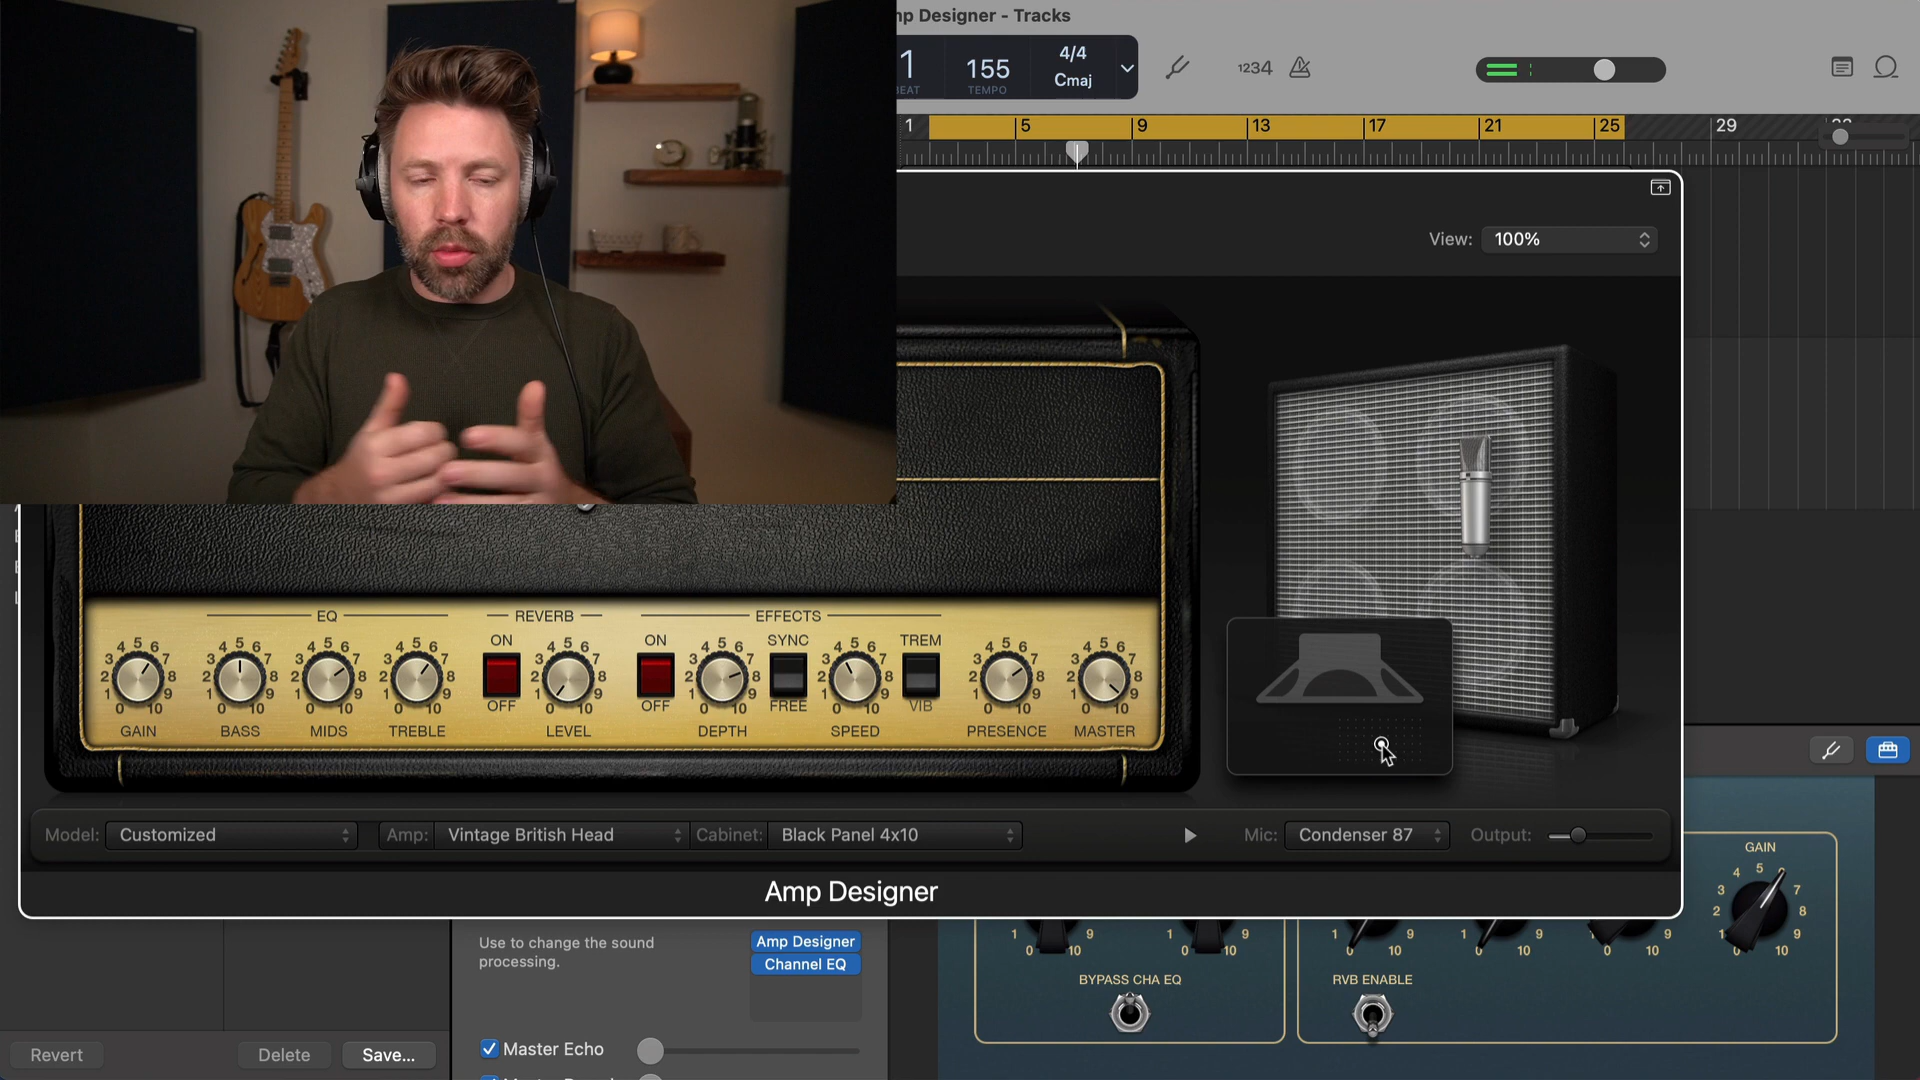 Amp Designer - Tracks
1
BEAT
155
TEMPO
4/4
Cmaj
1234
1 5 9 13 17 21 25 29
View: 100%
EQ REVERB EFFECTS
ON ON SYNC TREM
OFF OFF FREE VIB
GAIN BASS MIDS TREBLE LEVEL DEPTH SPEED PRESENCE MASTER
Model: Customized Amp: Vintage British Head Cabinet: Black Panel 4x10 Mic: Condenser 87 Output:
Amp Designer
GAIN
Use to change the sound
processing.
Amp Designer
Channel EQ
BYPASS CHA EQ RVB ENABLE
Revert Delete Save...
Master Echo